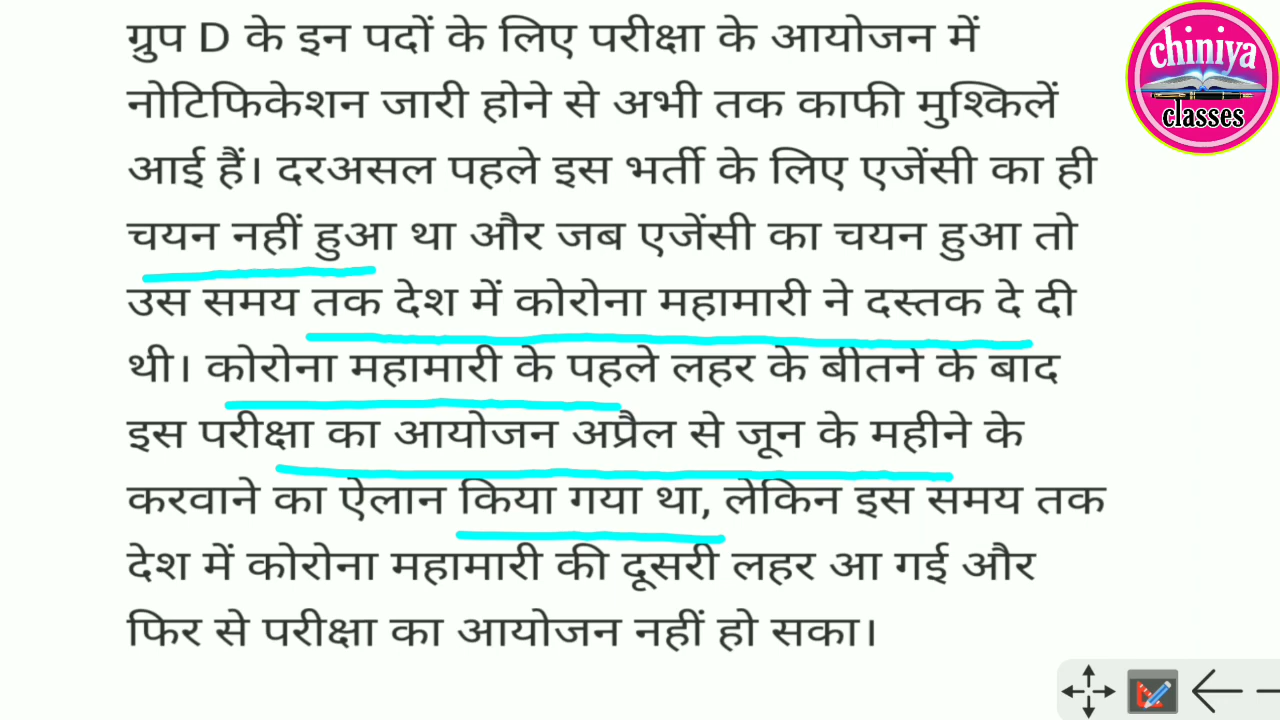 ग्रुप D के इन पदों के लिए परीक्षा के आयोजन में
नोटिफिकेशन जारी होने से अभी तक काफी मुश्किलें
आई हैं। दरअसल पहले इस भर्ती के लिए एजेंसी का ही
चयन नहीं हुआ था और जब एजेंसी का चयन हुआ तो
उस समय तक देश में कोरोना महामारी ने दस्तक दे दी
थी। कोरोना महामारी के पहले लहर के बीतने के बाद
इस परीक्षा का आयोजन अप्रैल से जून के महीने के
करवाने का ऐलान किया गया था, लेकिन इस समय तक
देश में कोरोना महामारी की दूसरी लहर आ गई और
फिर से परीक्षा का आयोजन नहीं हो सका।
chiniya
classes